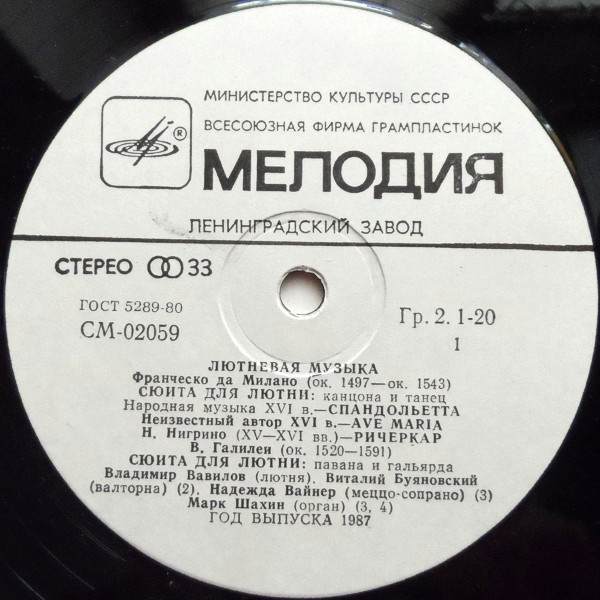 МИНИСТЕРСТВО КУЛЬТУРЫ СССР
ВСЕСОЮЗНАЯ ФИРМА ГРАМПЛАСТИНОК
®
МЕЛОДИЯ
ЛЕНИНГРАДСКИЙ ЗАВОД
СТЕРЕО 33
ГОСТ 5289-80
СМ-02059
Гр. 2. 1-20
1
ЛЮТНЕВАЯ МУЗЫКА
Франческо да Милано (ок. 1497—ок. 1543)
СЮИТА ДЛЯ ЛЮТНИ: канцона и танец
Народная музыка XVI в.—СПАНДОЛЬЕТТА
Неизвестный автор XVI в.—AVE MARIA
Н. Нигрино (XV—XVI вв.)—РИЧЕРКАР
В. Галилеи (ок. 1520—1591)
СЮИТА ДЛЯ ЛЮТНИ: павана и гальярда
Владимир Вавилов (лютня), Виталий Буяновский
(валторна) (2), Надежда Вайнер (меццо-сопрано) (3)
Марк Шахин (орган) (3, 4)
ГОД ВЫПУСКА 1987